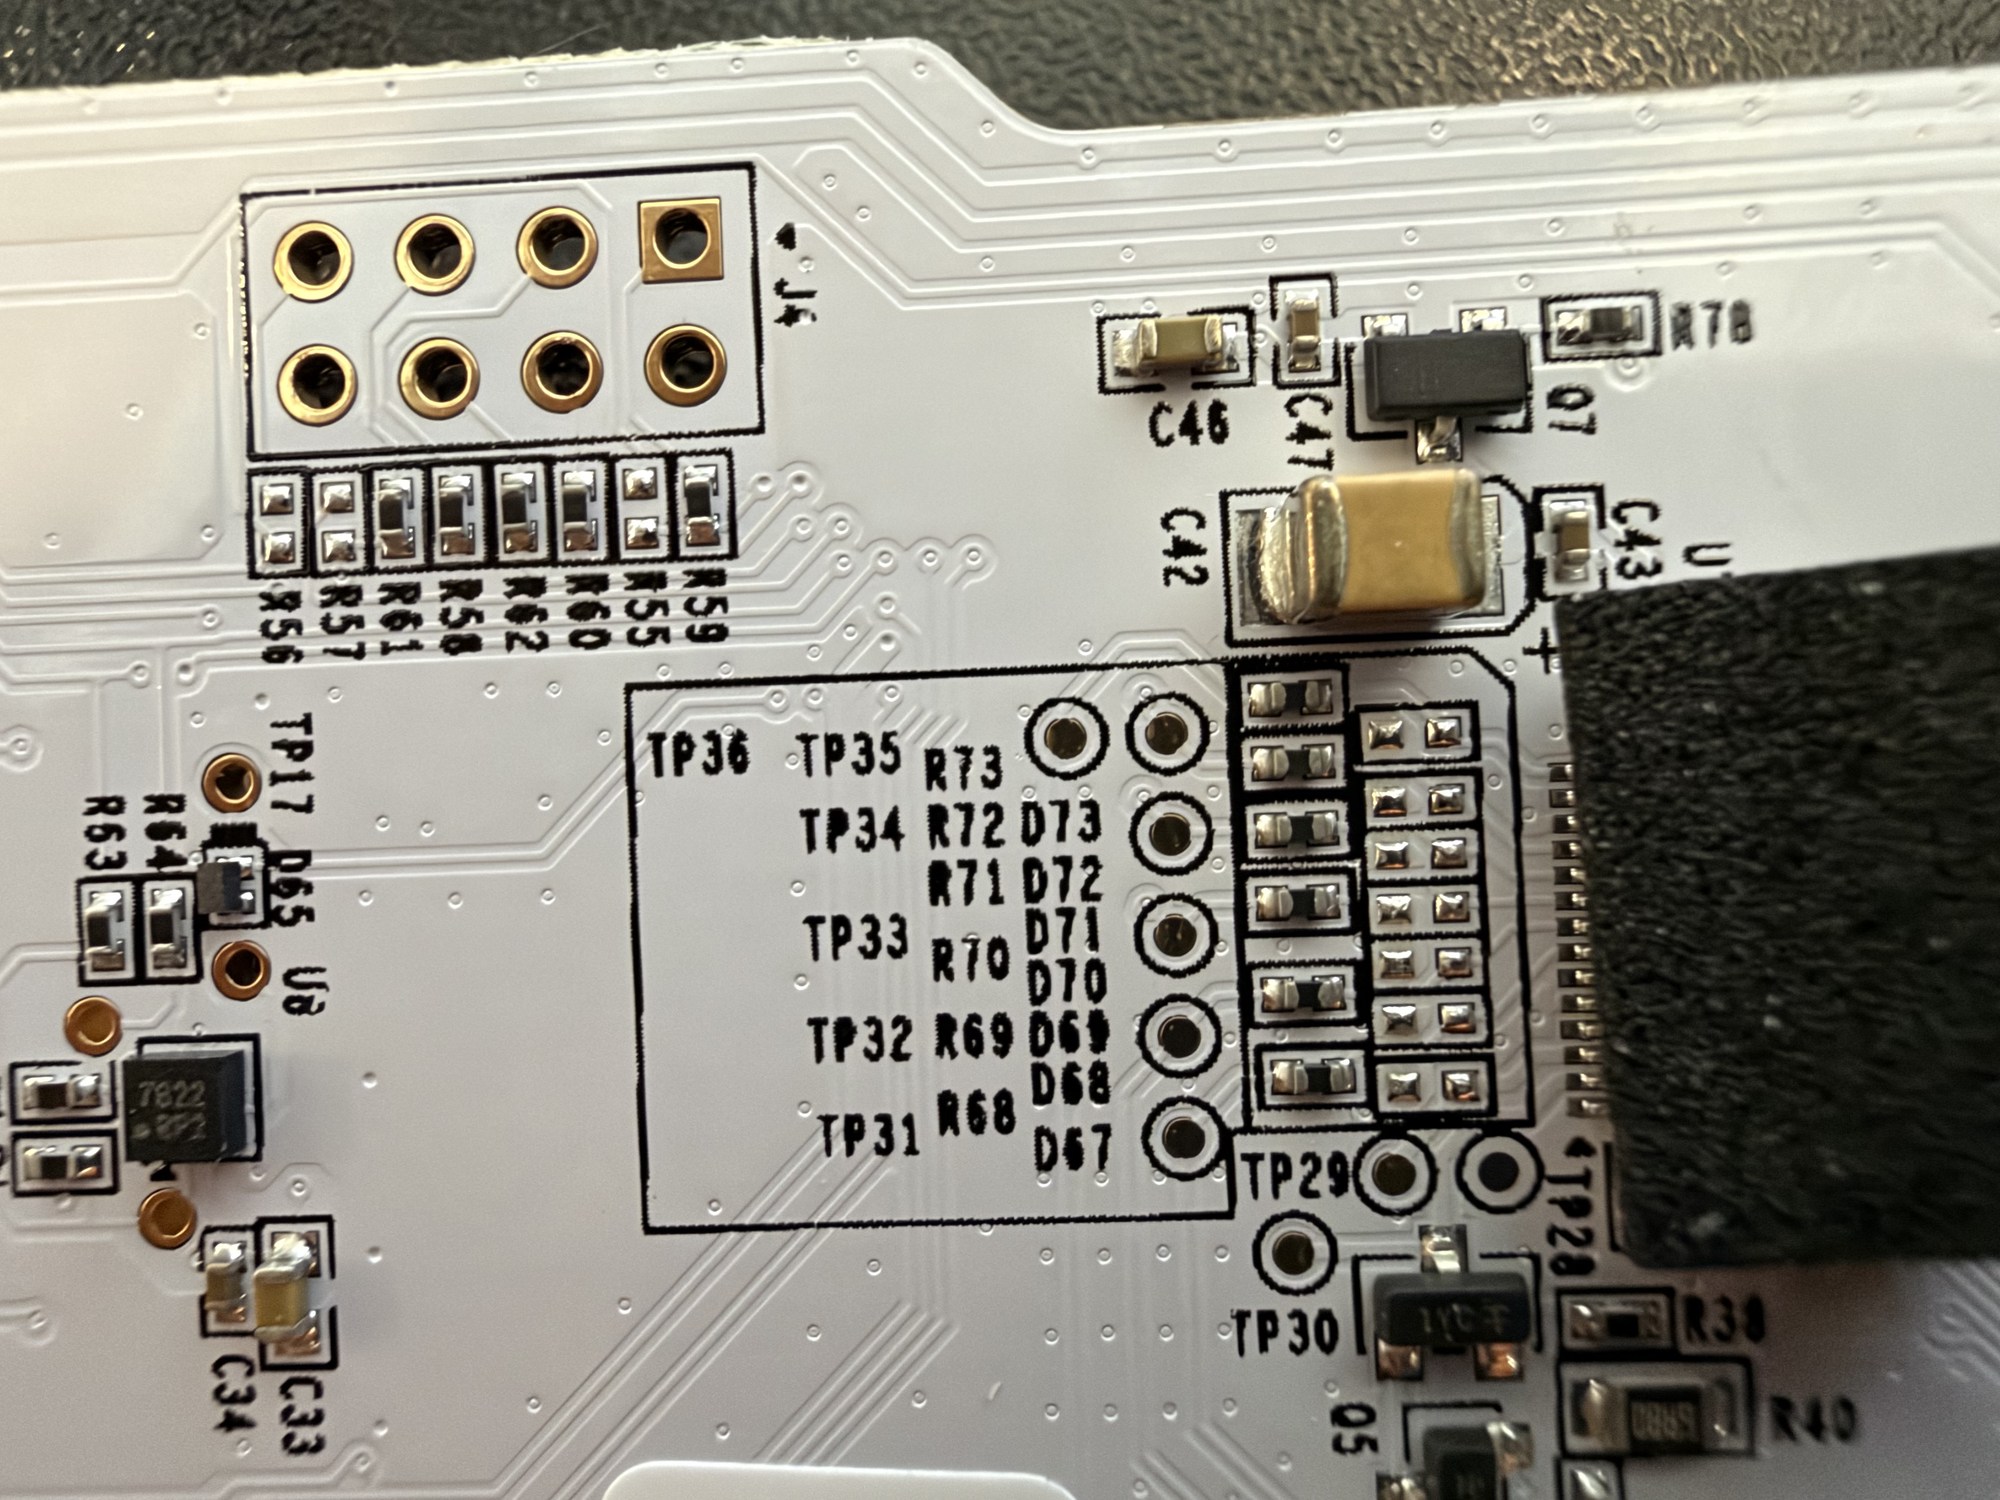 J4
R78
Q7
C46
C47
C42
C43
U
+
R56
R57
R61
R58
R62
R60
R55
R59
TP17
R63
R64
D65
U8
7822
TP36 TP35 R73
TP34 R72 D73
R71 D72
TP33 D71
R70 D70
TP32 R69 D69
D68
TP31 R68
D67
TP29
TP28
TP30
R38
R40
Q5
C34
C33